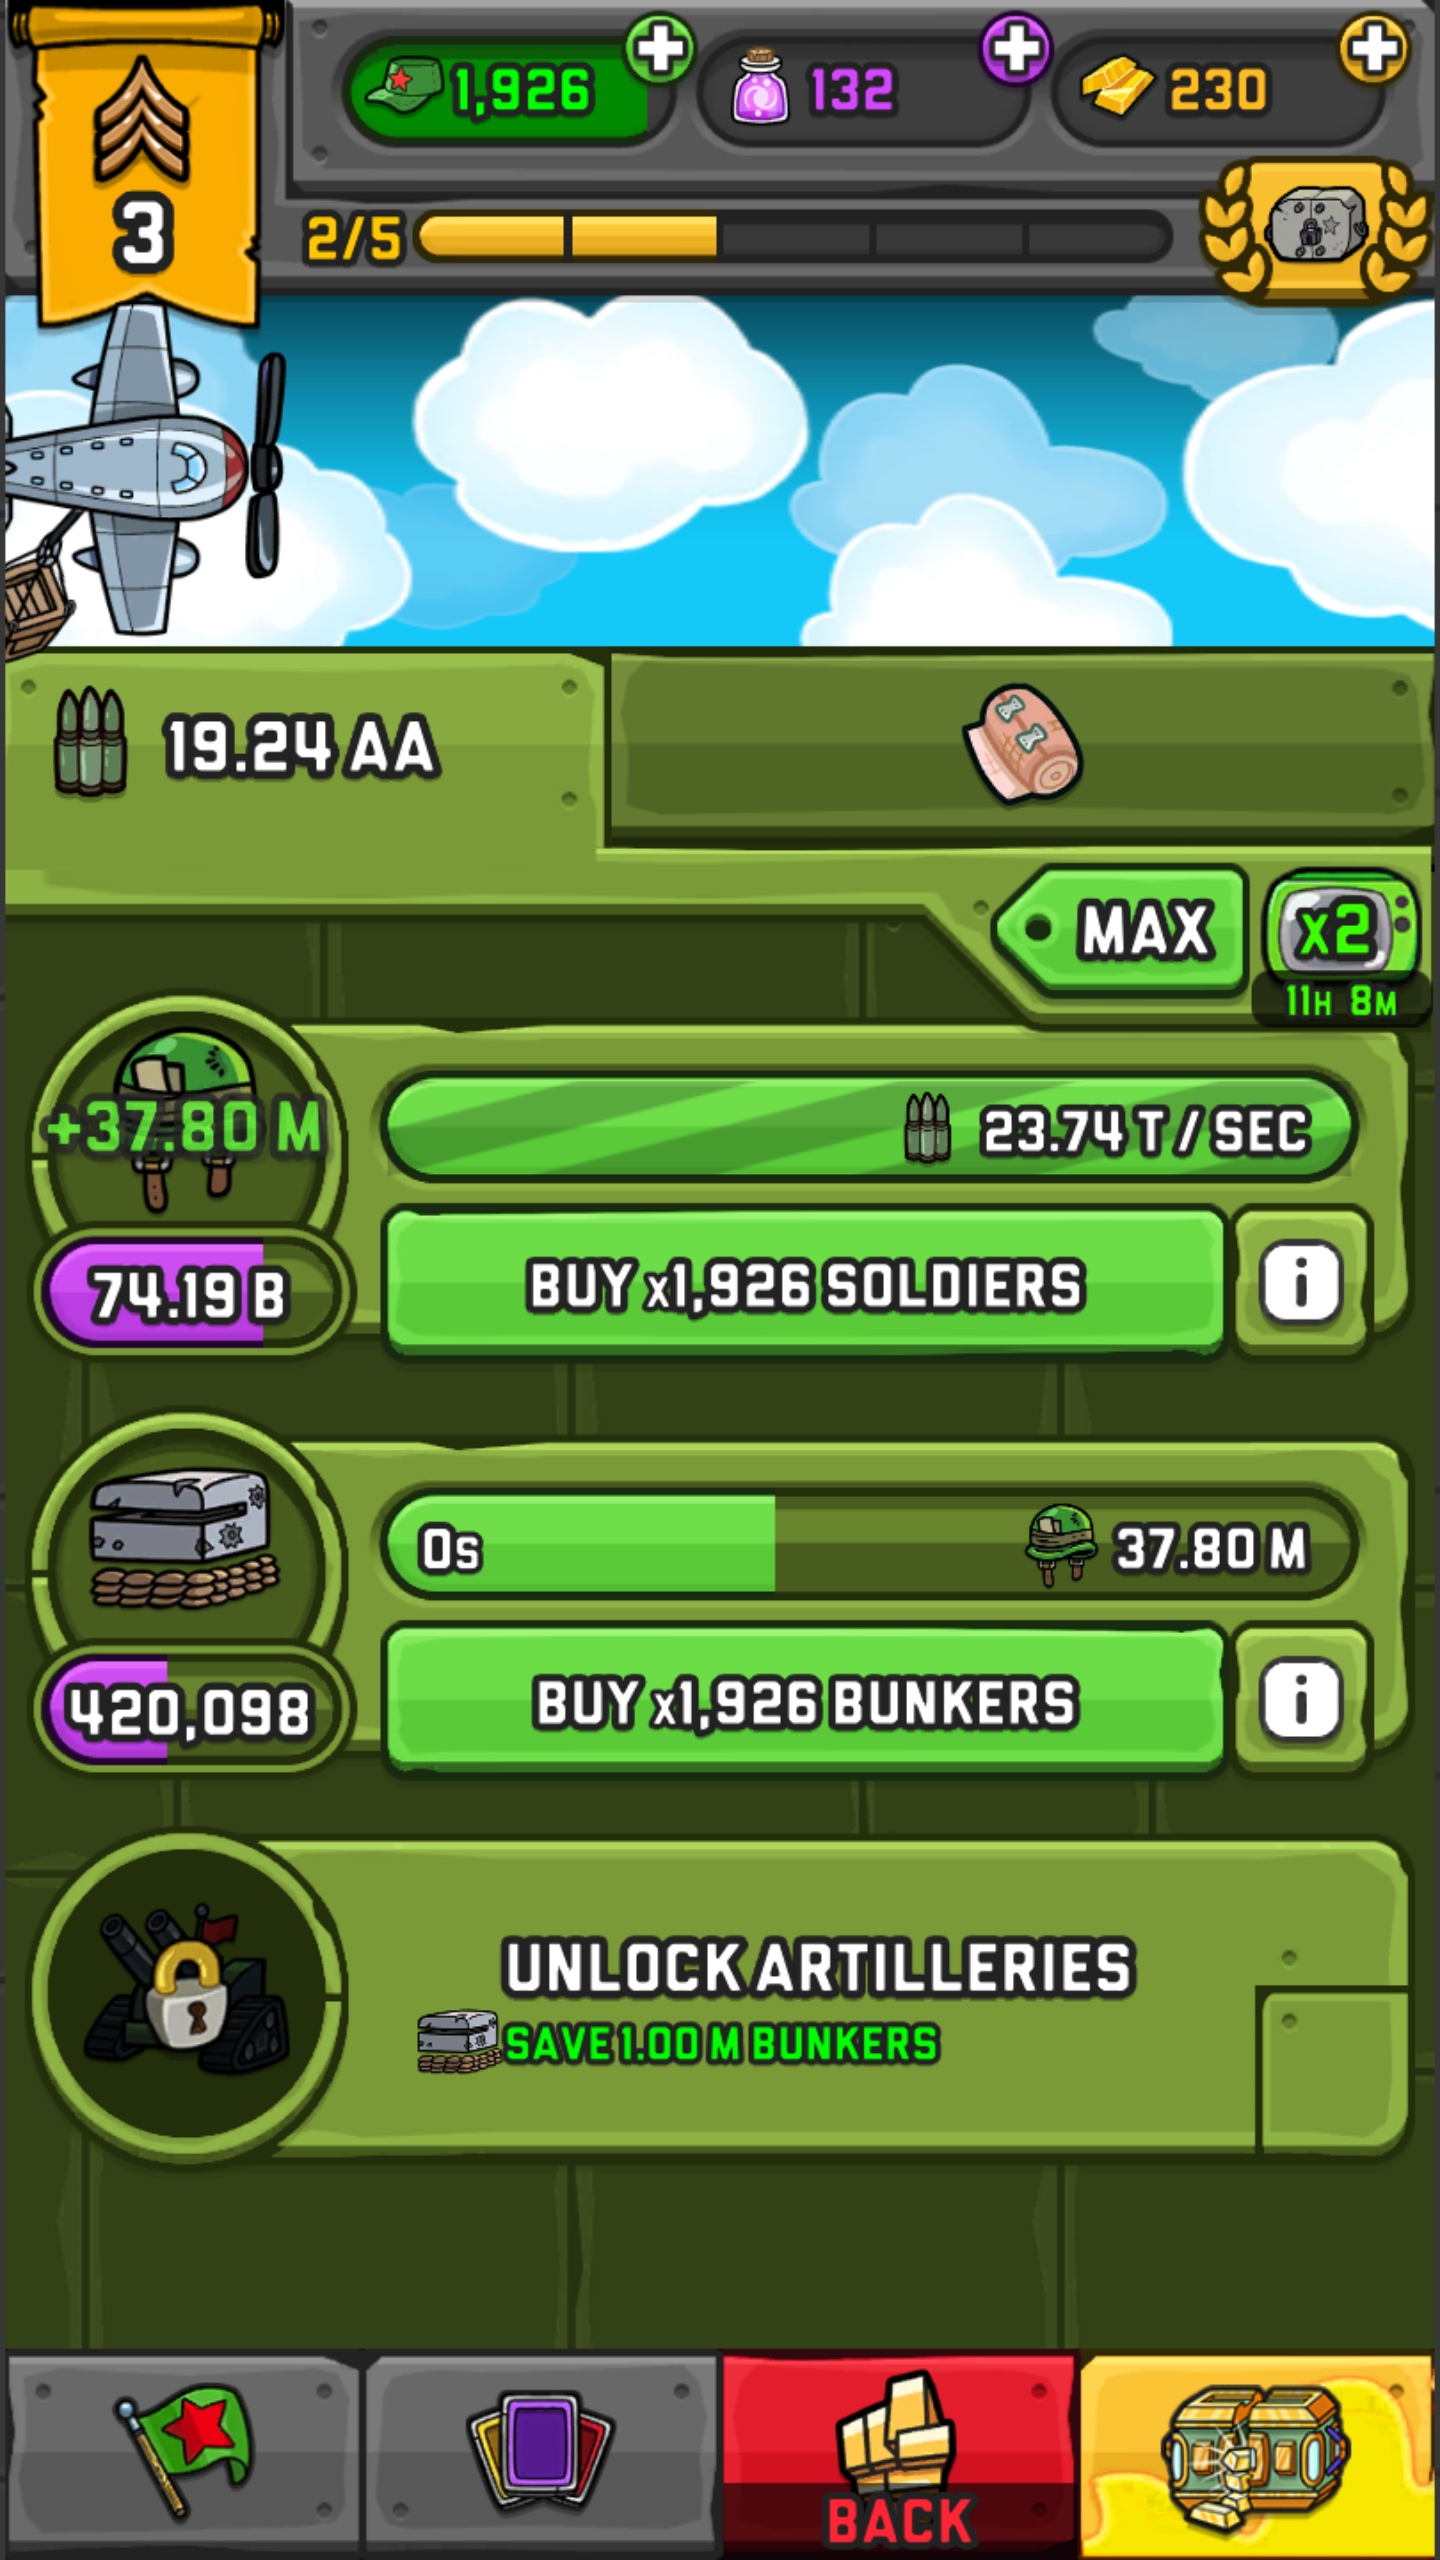 1,926
132
230
3
2/5
19.24 AA
MAX
x2
11H 8M
+37.80 M
23.74 T / SEC
74.19 B
BUY x1,926 SOLDIERS
i
0s
37.80 M
420,098
BUY x1,926 BUNKERS
i
UNLOCK ARTILLERIES
SAVE 1.00 M BUNKERS
BACK